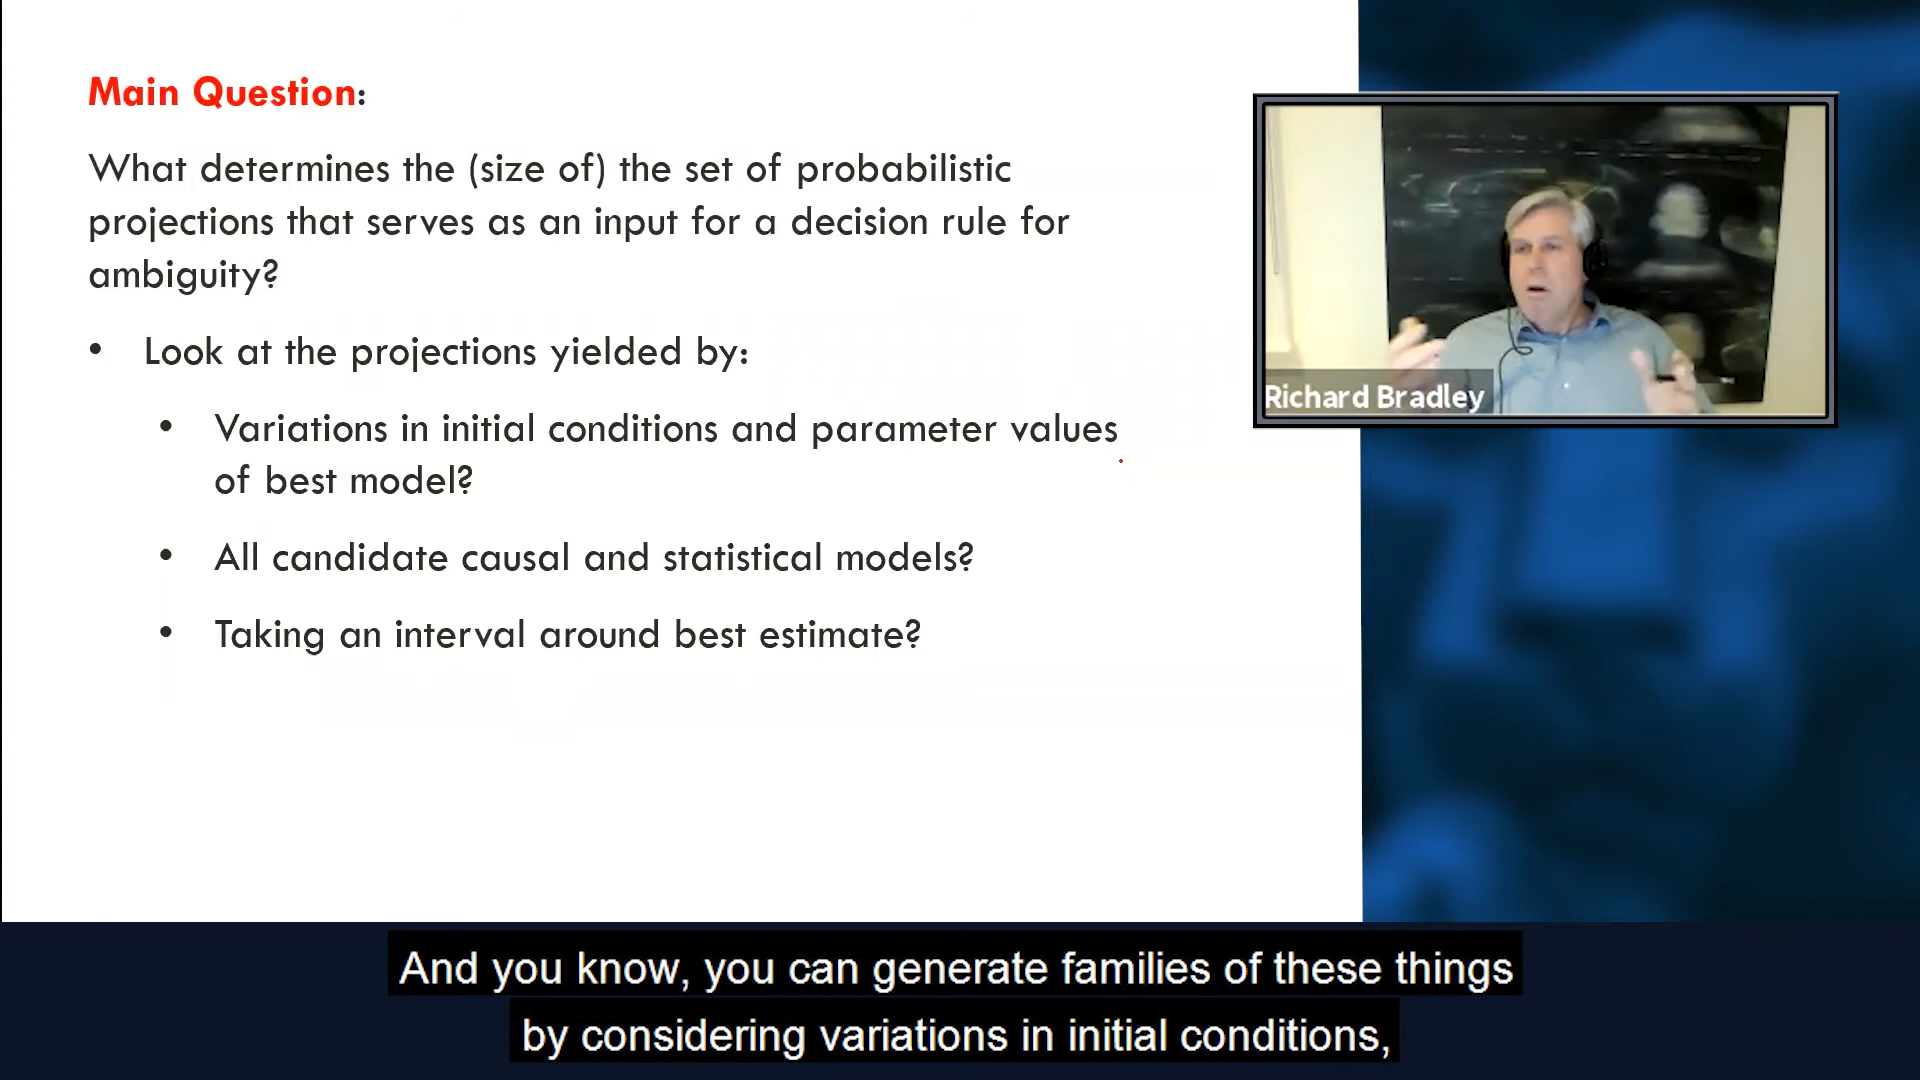 Main Question:
What determines the (size of) the set of probabilistic
projections that serves as an input for a decision rule for
ambiguity?
• Look at the projections yielded by:
• Variations in initial conditions and parameter values
of best model?
• All candidate causal and statistical models?
• Taking an interval around best estimate?
Richard Bradley
And you know, you can generate families of these things
by considering variations in initial conditions,